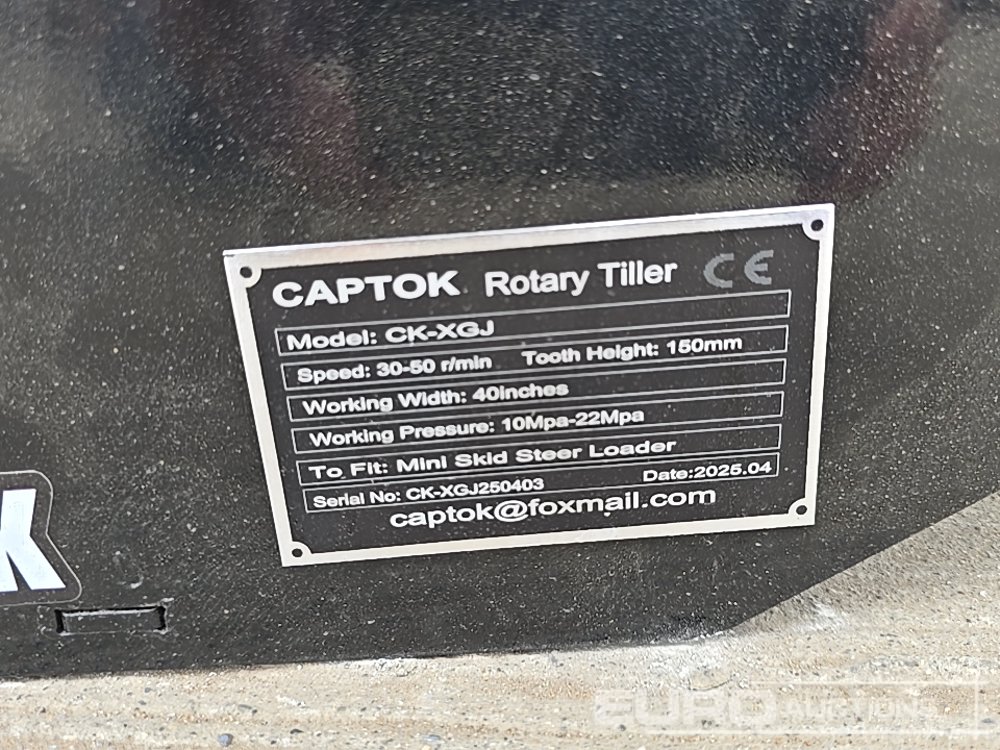 CAPTOK Rotary Tiller CE
Model: CK-XGJ
Speed: 30-50 r/min Tooth Height: 150mm
Working Width: 40inches
Working Pressure: 10Mpa-22Mpa
To Fit: Mini Skid Steer Loader
Serial No: CK-XGJ250403 Date:2025.04
captok@foxmail.com
K
EURO AUCTIONS